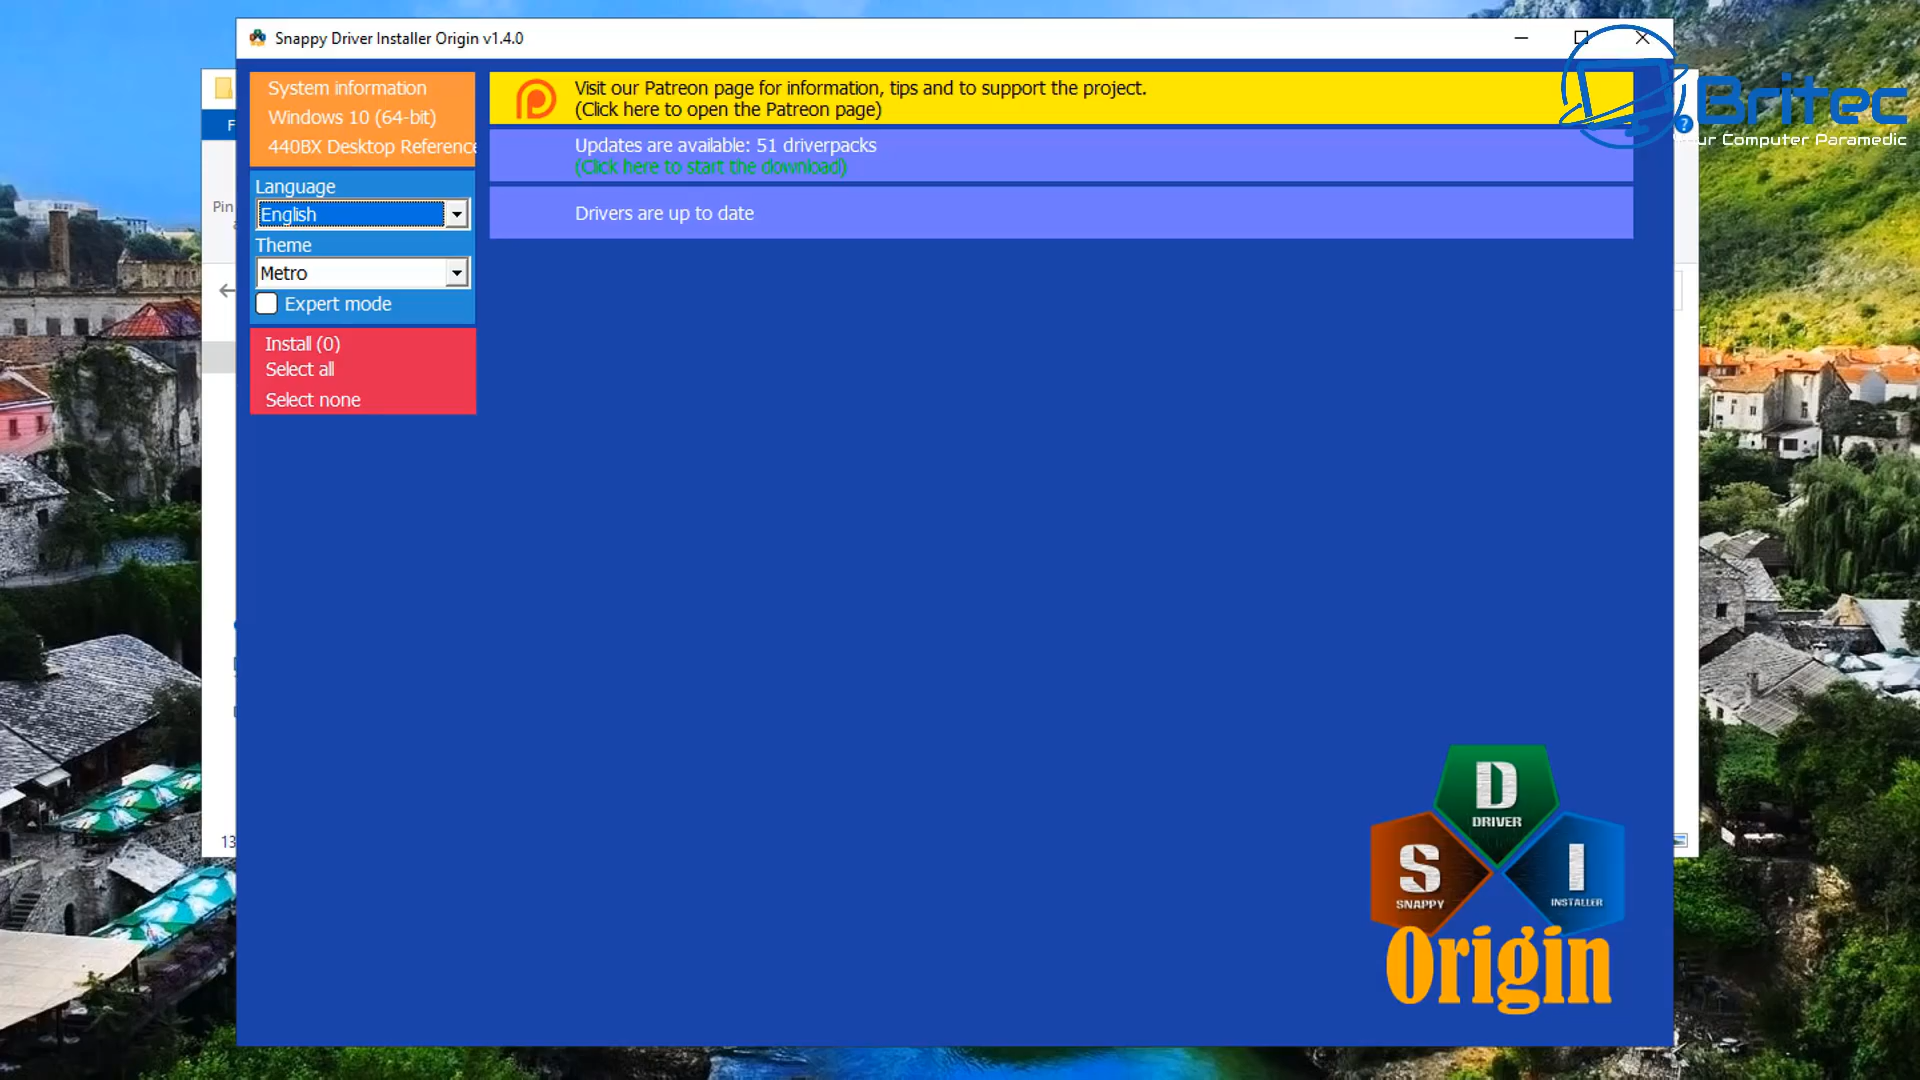 Snappy Driver Installer Origin v1.4.0
System information
Windows 10 (64-bit)
440BX Desktop Reference
Language
English
Theme
Metro
Expert mode
Install (0)
Select all
Select none
Visit our Patreon page for information, tips and to support the project.
(Click here to open the Patreon page)
Updates are available: 51 driverpacks
(Click here to start the download)
Drivers are up to date
Britec
ur Computer Paramedic
F
?
Pin
13
D
DRIVER
S
SNAPPY
I
INSTALLER
Origin